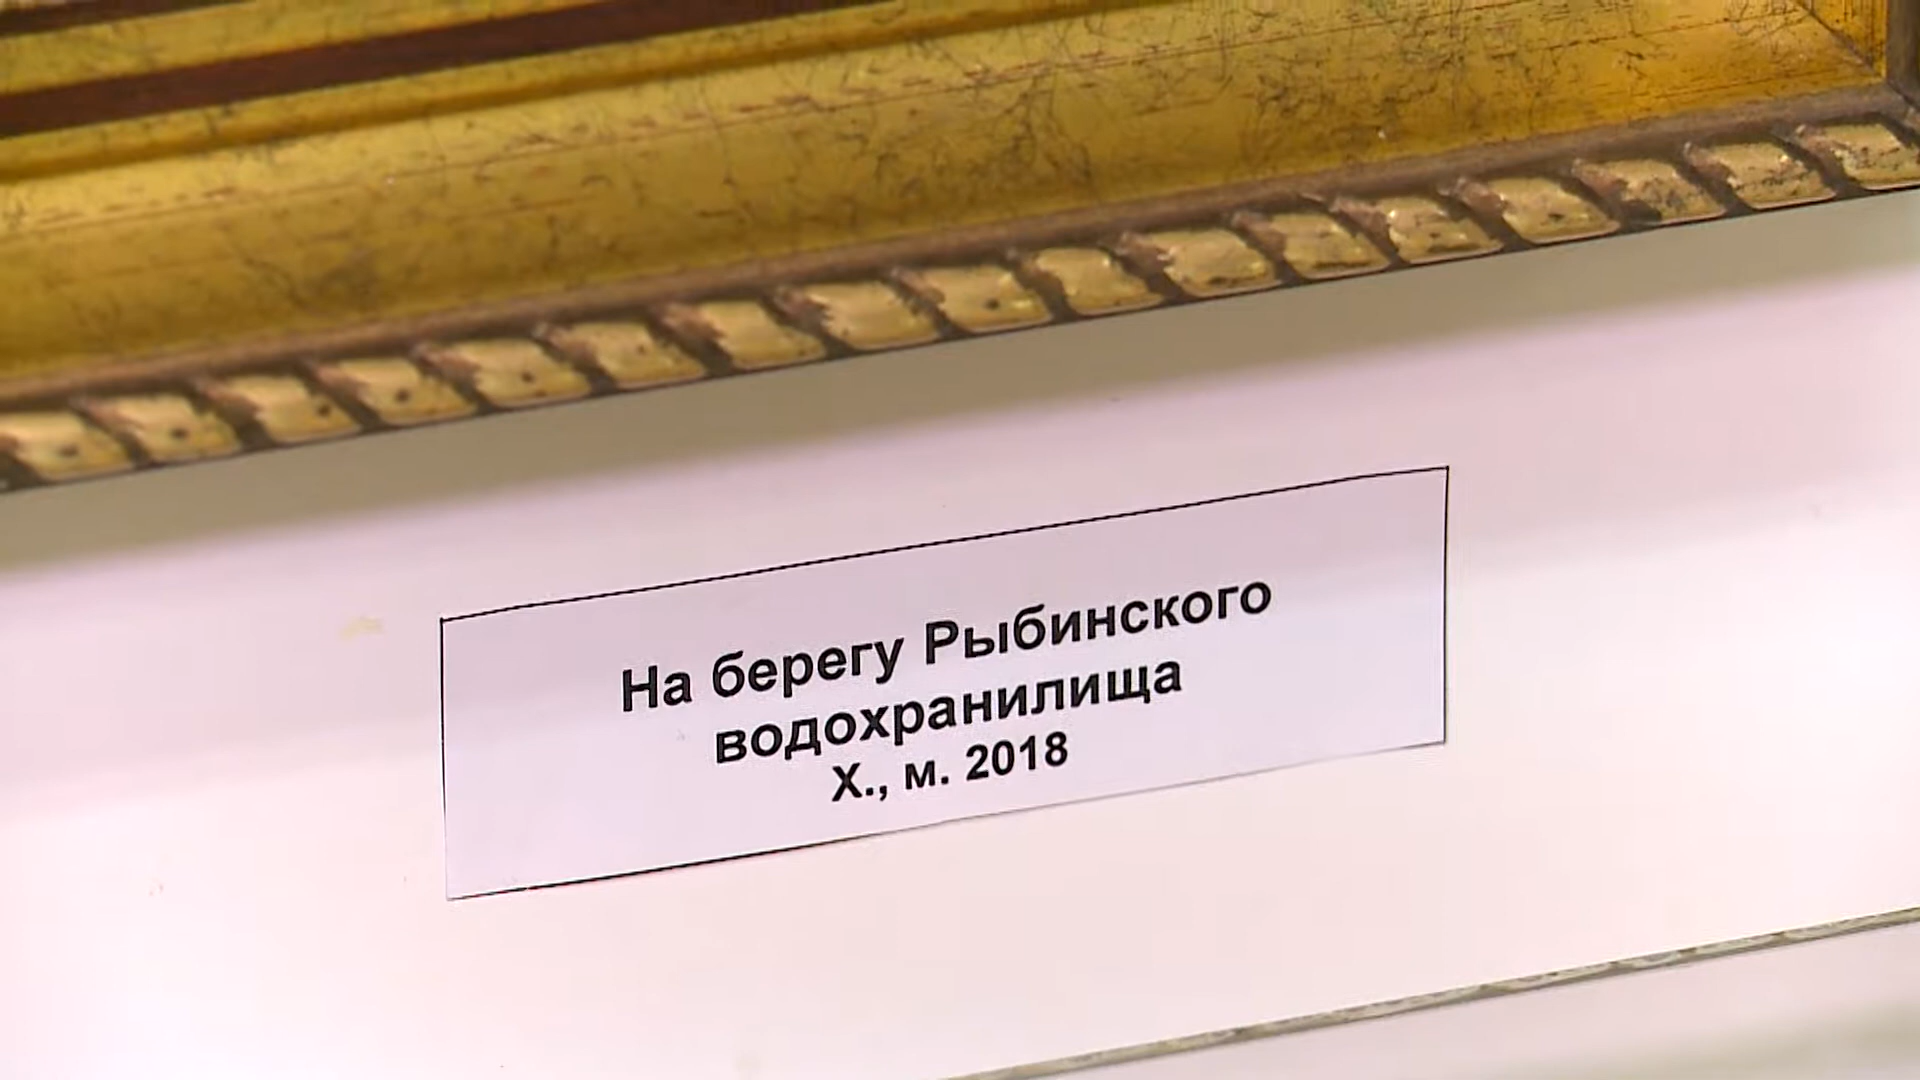 На берегу Рыбинского
водохранилища
Х., м. 2018